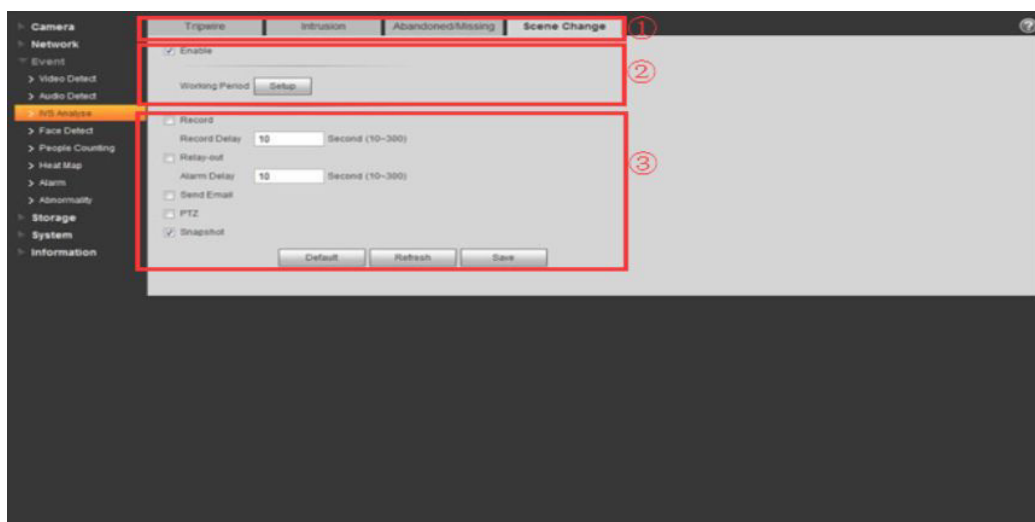 Camera
Network
Event
Video Detect
Audio Detect
IVS Analyse
Face Detect
People Counting
Heat Map
Alarm
Abnormality
Storage
System
Information
Tripwire Intrusion Abandoned/Missing Scene Change ①
?
Enable
②
Working Period Setup
Record
Record Delay 10 Second (10~300)
③
Relay-out
Alarm Delay 10 Second (10~300)
Send Email
PTZ
Snapshot
Default Refresh Save